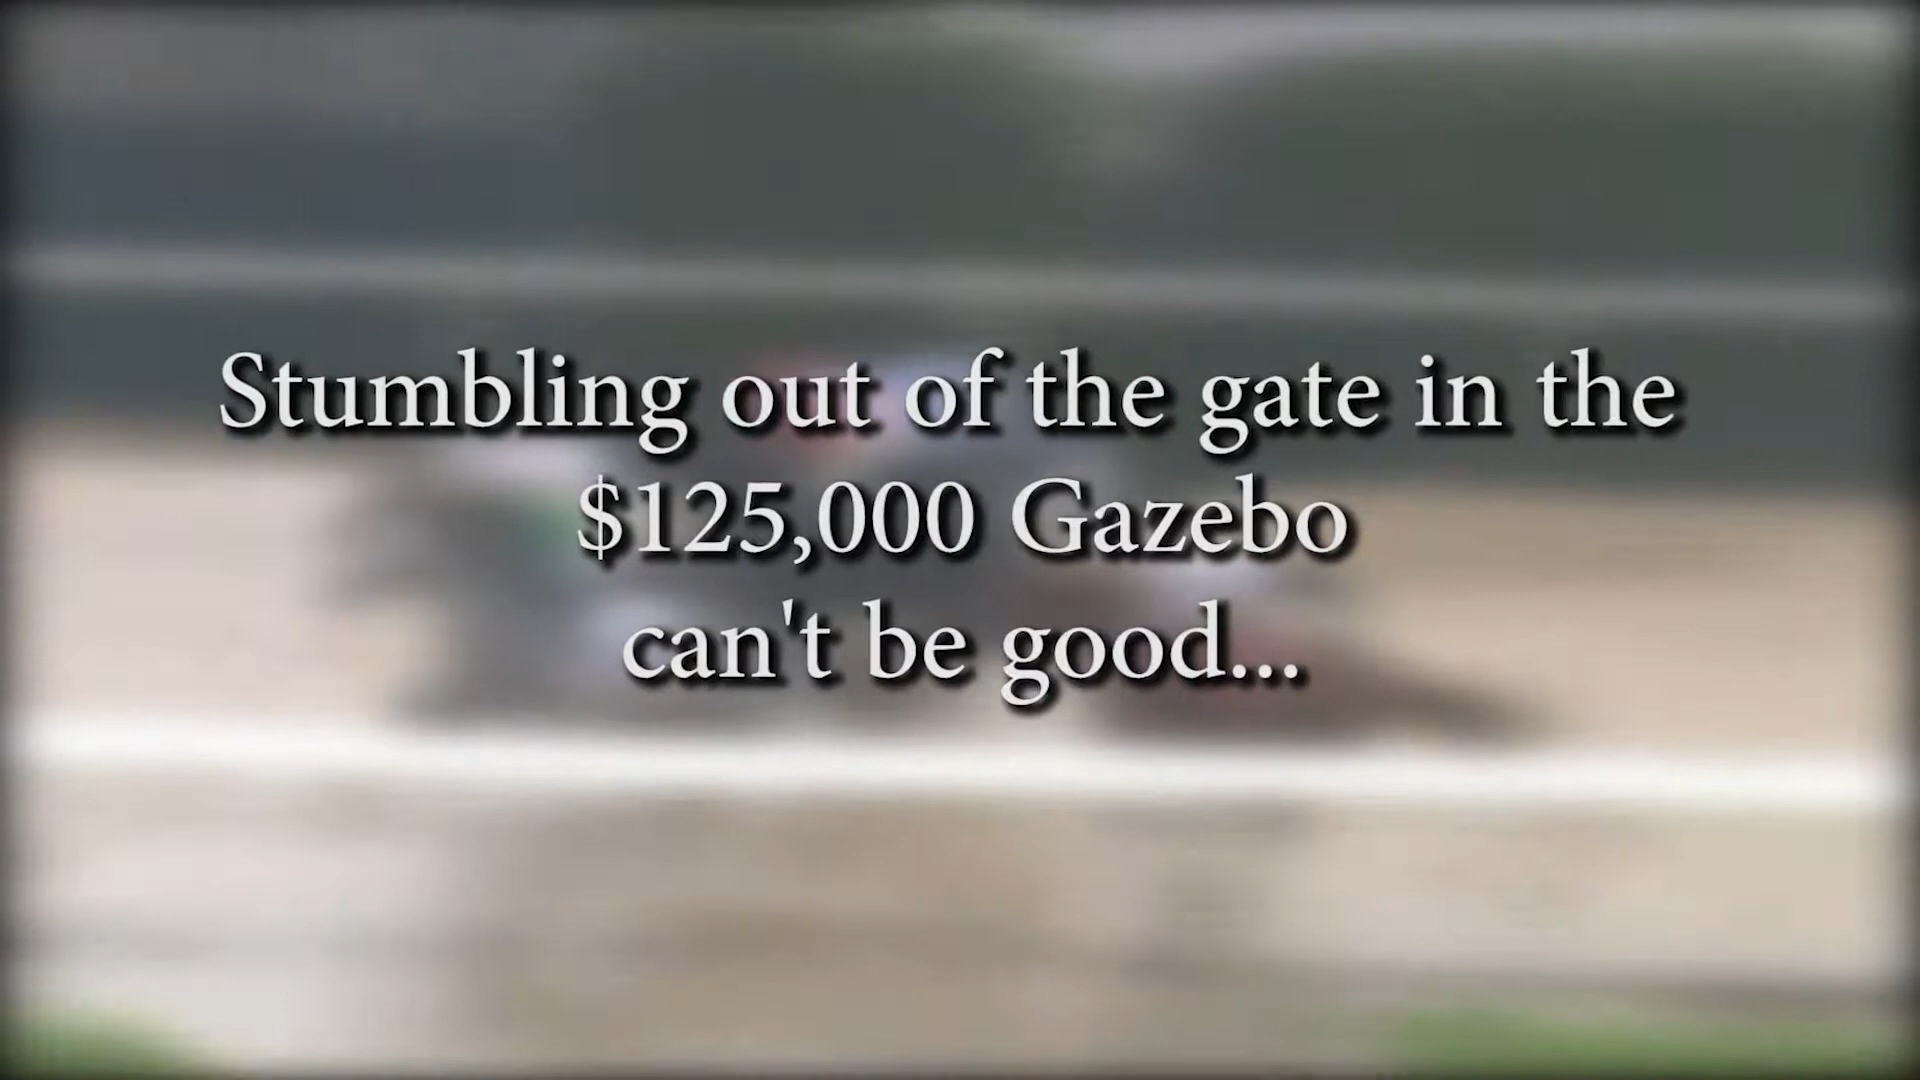 Stumbling out of the gate in the
$125,000 Gazebo
can't be good...